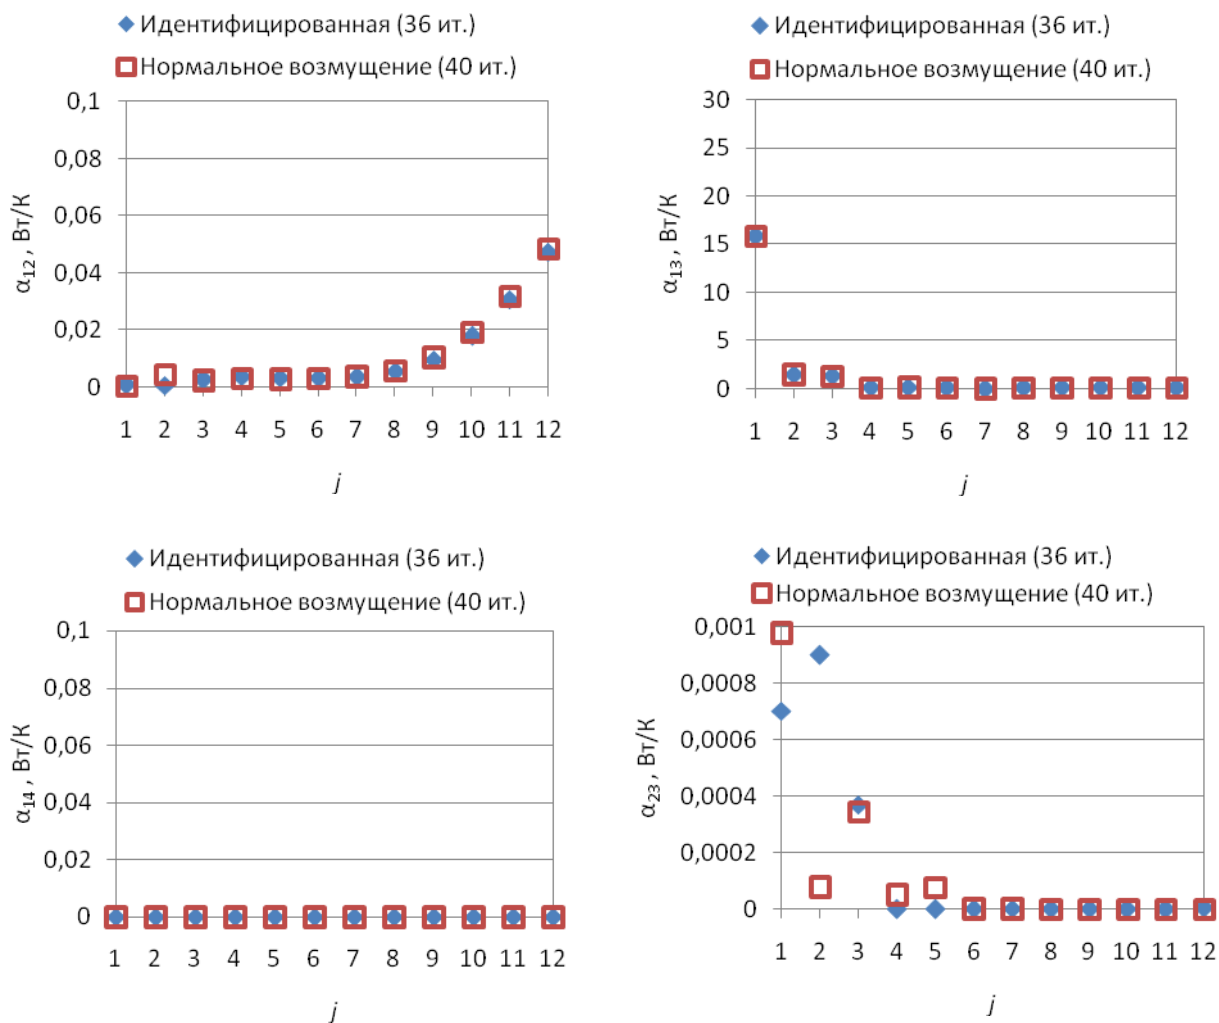 Идентифицированная (36 ит.)
Нормальное возмущение (40 ит.)
0,1
0,08
0,06
0,04
0,02
0
α12 , Вт/К
1 2 3 4 5 6 7 8 9 10 11 12
j
Идентифицированная (36 ит.)
Нормальное возмущение (40 ит.)
30
25
20
15
10
5
0
α13 , Вт/К
1 2 3 4 5 6 7 8 9 10 11 12
j
Идентифицированная (36 ит.)
Нормальное возмущение (40 ит.)
0,1
0,08
0,06
0,04
0,02
0
α14 , Вт/К
1 2 3 4 5 6 7 8 9 10 11 12
j
Идентифицированная (36 ит.)
Нормальное возмущение (40 ит.)
0,001
0,0008
0,0006
0,0004
0,0002
0
α23 , Вт/К
1 2 3 4 5 6 7 8 9 10 11 12
j